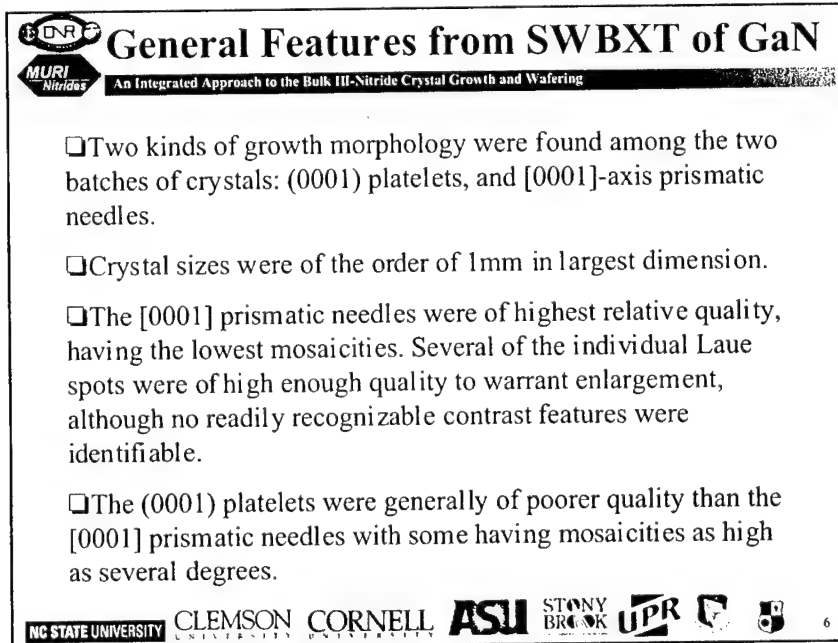 ONR
General Features from SWBXT of GaN
MURI
Nitrides
An Integrated Approach to the Bulk III-Nitride Crystal Growth and Wafering
❑Two kinds of growth morphology were found among the two
batches of crystals: (0001) platelets, and [0001]-axis prismatic
needles.
❑Crystal sizes were of the order of 1mm in largest dimension.
❑The [0001] prismatic needles were of highest relative quality,
having the lowest mosaicities. Several of the individual Laue
spots were of high enough quality to warrant enlargement,
although no readily recognizable contrast features were
identifiable.
❑The (0001) platelets were generally of poorer quality than the
[0001] prismatic needles with some having mosaicities as high
as several degrees.
NC STATE UNIVERSITY
CLEMSON
UNIVERSITY
CORNELL
UNIVERSITY
ASU
STONY
BROOK
UPR
6